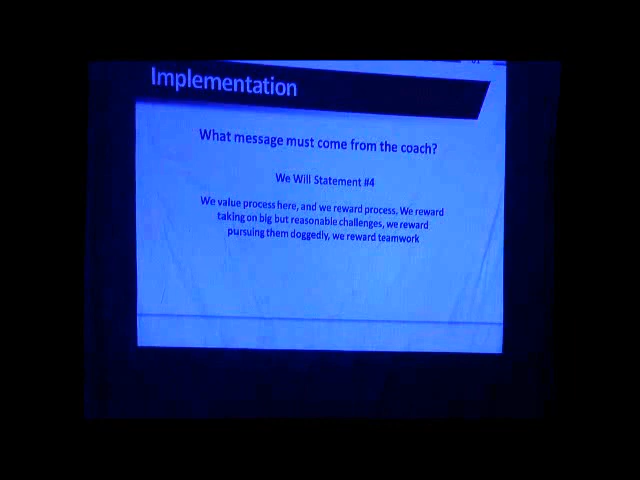 Implementation
What message must come from the coach?
We Will Statement #4
We value process here, and we reward process. We reward
taking on big but reasonable challenges, we reward
pursuing them doggedly, we reward teamwork